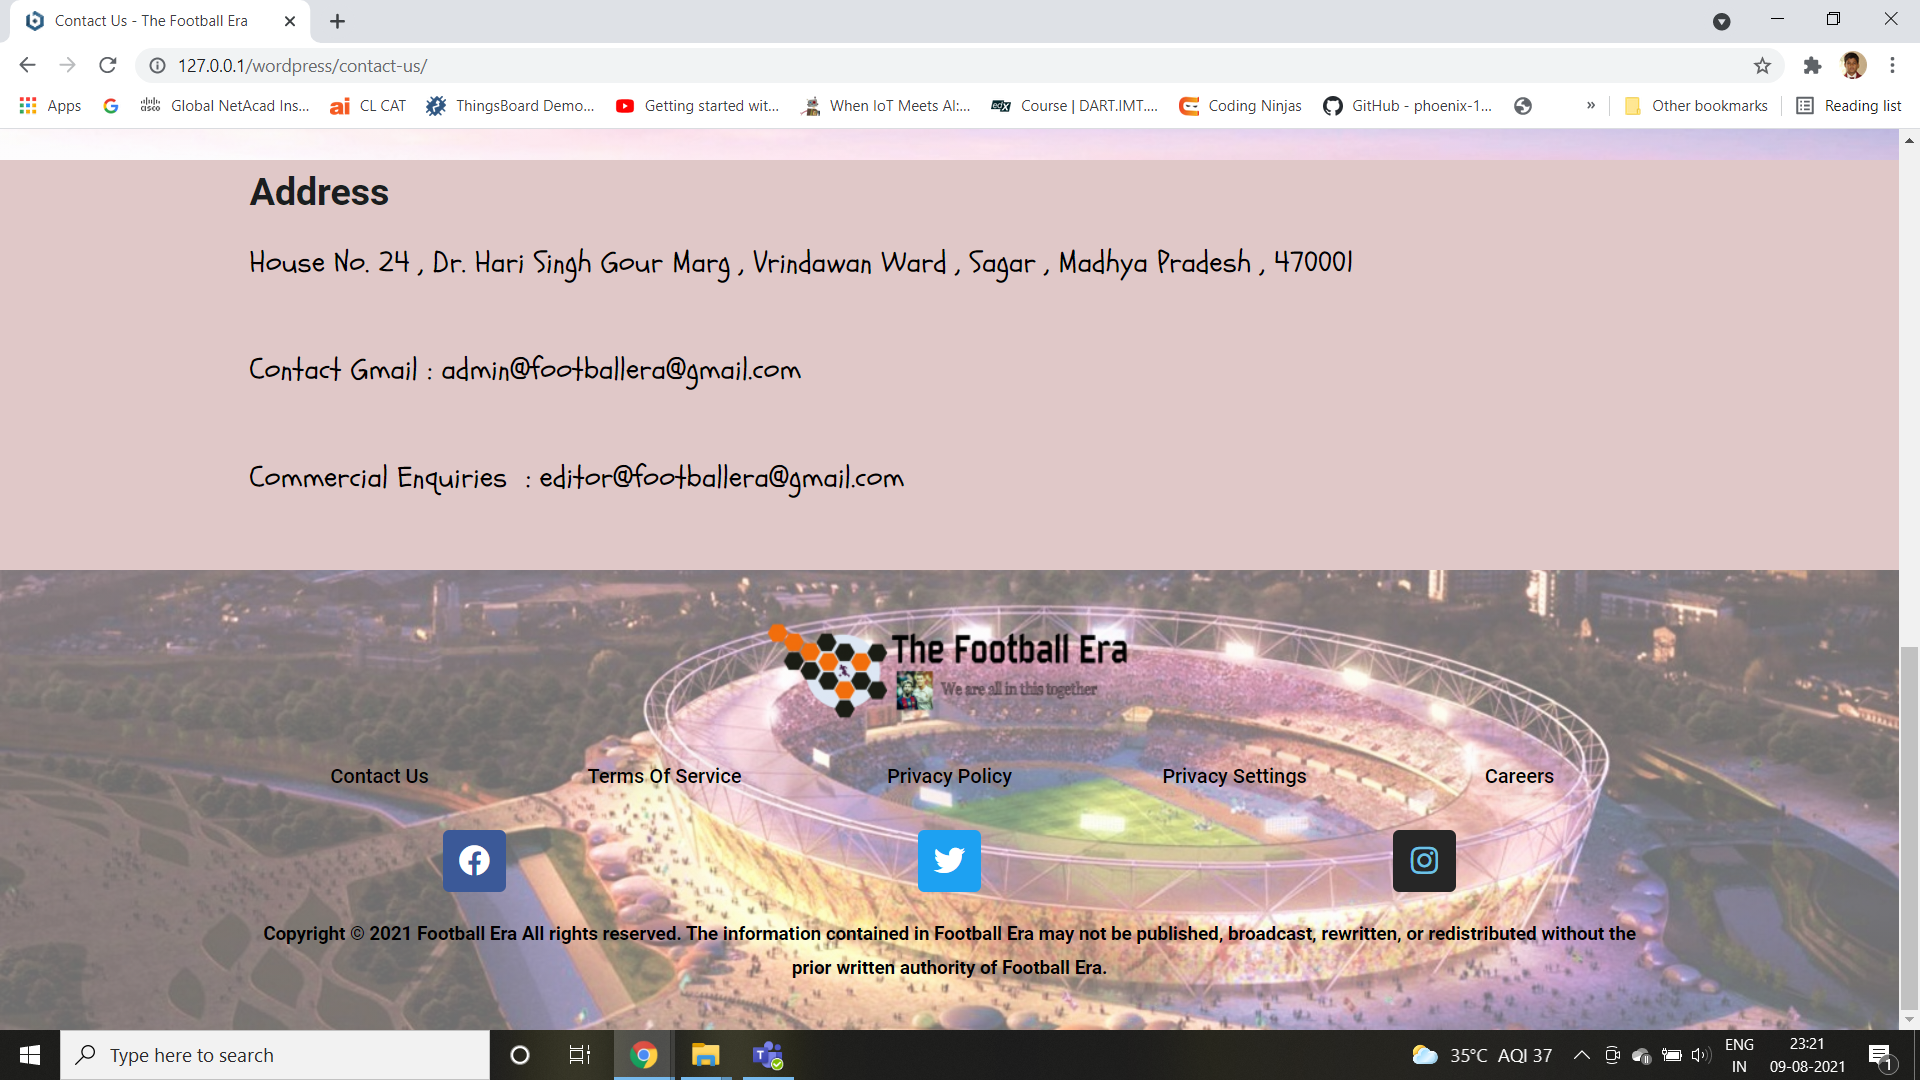 Contact Us - The Football Era
127.0.0.1/wordpress/contact-us/
Apps
Global NetAcad Ins...
CL CAT
ThingsBoard Demo...
Getting started wit...
When IoT Meets AI:...
Course | DART.IMT....
Coding Ninjas
GitHub - phoenix-1...
»
Other bookmarks
Reading list
Address
House No. 24 , Dr. Hari Singh Gour Marg , Vrindawan Ward , Sagar , Madhya Pradesh , 470001
Contact Gmail : admin@footballera@gmail.com
Commercial Enquiries : editor@footballera@gmail.com
The Football Era
We are all in this together
Contact Us
Terms Of Service
Privacy Policy
Privacy Settings
Careers
Copyright © 2021 Football Era All rights reserved. The information contained in Football Era may not be published, broadcast, rewritten, or redistributed without the
prior written authority of Football Era.
Type here to search
35°C AQI 37
ENG
IN
23:21
09-08-2021
1